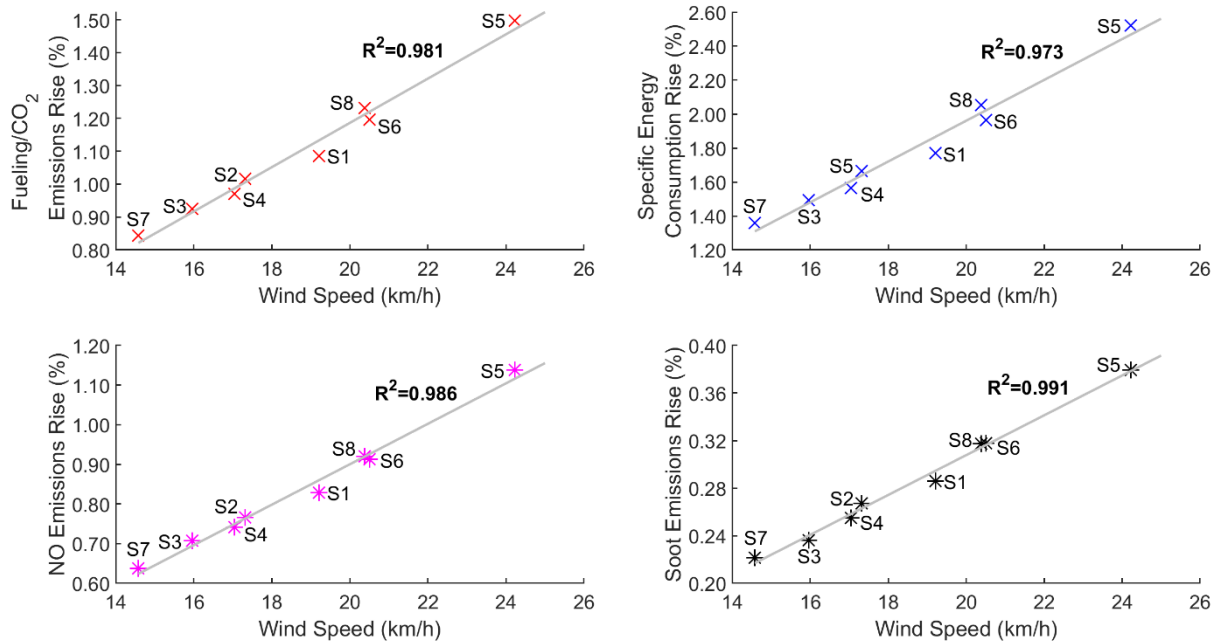 Fueling/CO2
Emissions Rise (%)
1.50
1.40
1.30
1.20
1.10
1.00
0.90
0.80
R2=0.981
S5
S8
S6
S1
S2
S4
S3
S7
14 16 18 20 22 24 26
Wind Speed (km/h)
Specific Energy
Consumption Rise (%)
2.60
2.40
2.20
2.00
1.80
1.60
1.40
1.20
R2=0.973
S5
S8
S6
S1
S5
S4
S3
S7
14 16 18 20 22 24 26
Wind Speed (km/h)
NO Emissions Rise (%)
1.20
1.10
1.00
0.90
0.80
0.70
0.60
R2=0.986
S5
S8
S6
S1
S2
S4
S3
S7
14 16 18 20 22 24 26
Wind Speed (km/h)
Soot Emissions Rise (%)
0.40
0.36
0.32
0.28
0.24
0.20
R2=0.991
S5
S8
S6
S1
S2
S4
S7
S3
14 16 18 20 22 24 26
Wind Speed (km/h)